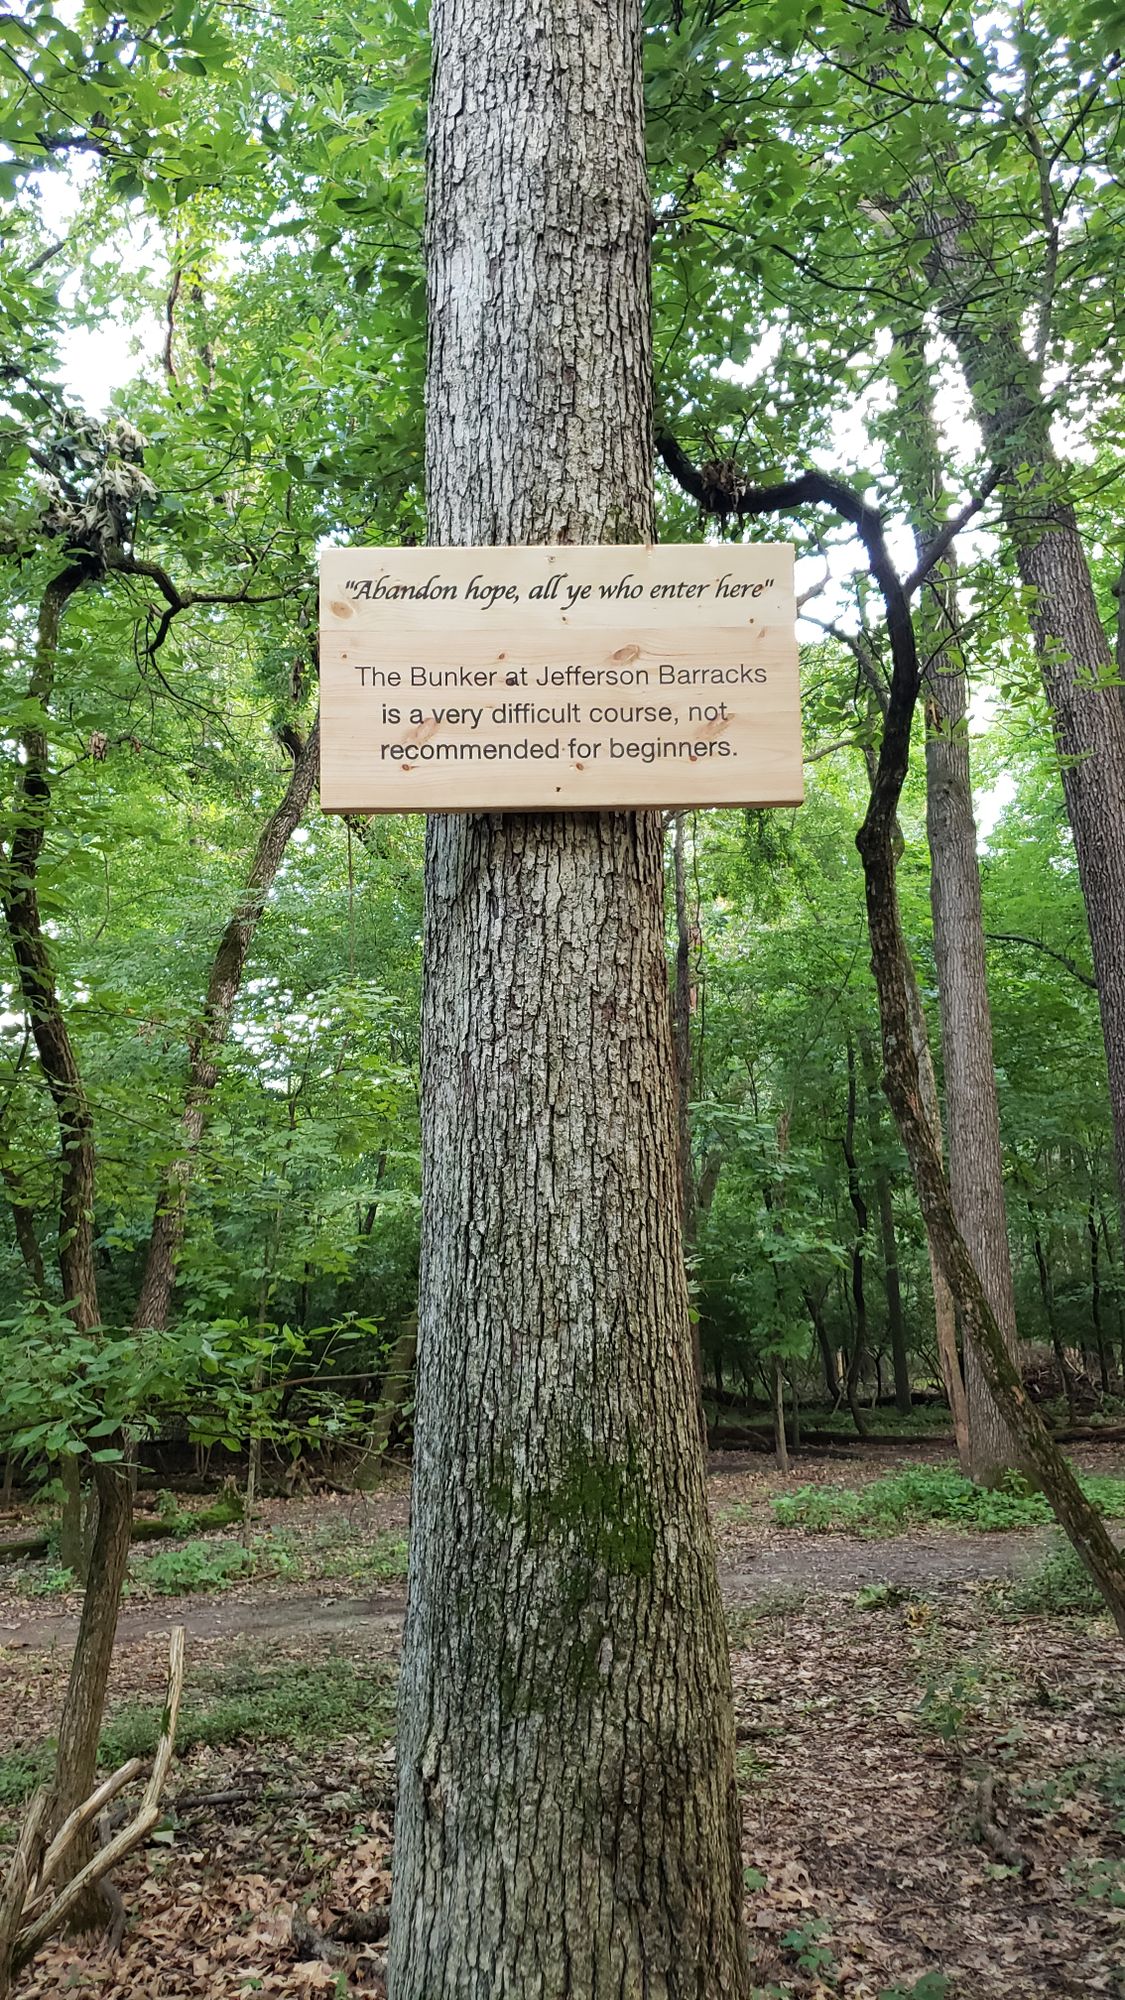 "Abandon hope, all ye who enter here"
The Bunker at Jefferson Barracks
is a very difficult course, not
recommended for beginners.